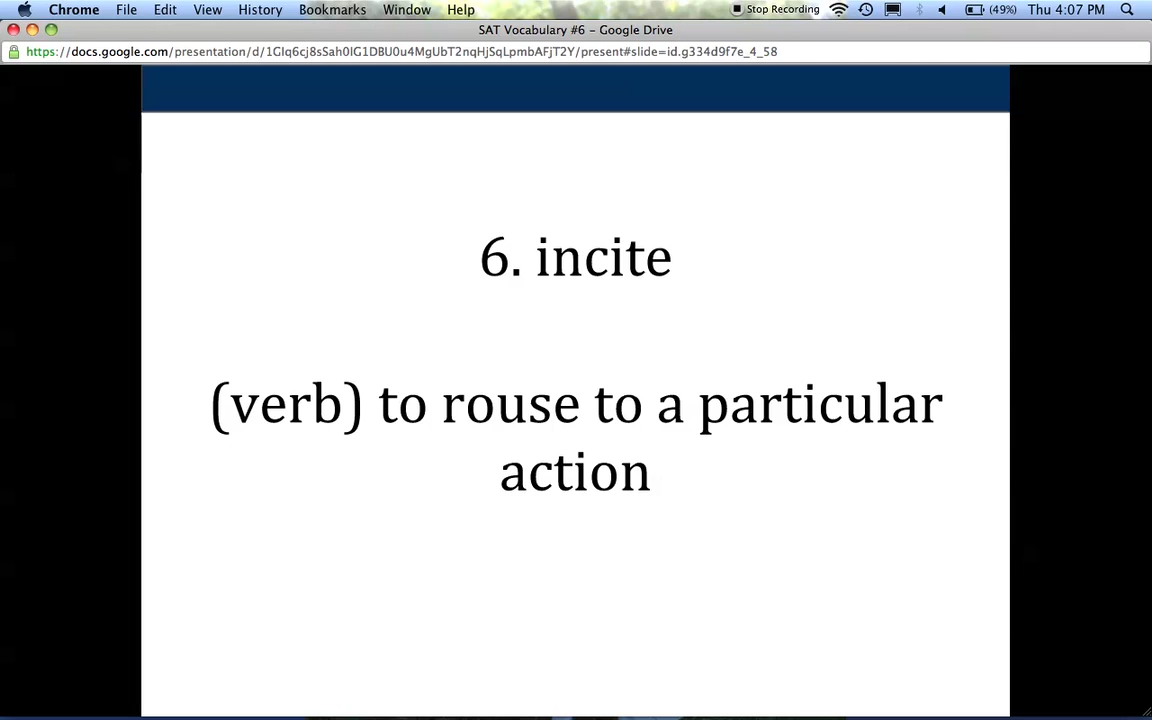 Chrome File Edit View History Bookmarks Window Help Stop Recording (49%) Thu 4:07 PM
SAT Vocabulary #6 – Google Drive
https://docs.google.com/presentation/d/1Glq6cj8sSah0lG1DBU0u4MgUbT2nqHjSqLpmbAFjT2Y/present#slide=id.g334d9f7e_4_58
6. incite
(verb) to rouse to a particular
action